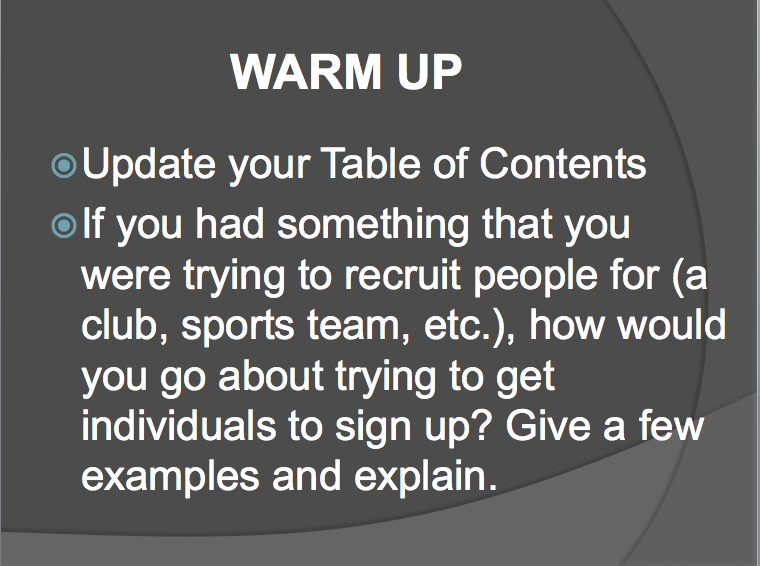 WARM UP
Update your Table of Contents
If you had something that you
were trying to recruit people for (a
club, sports team, etc.), how would
you go about trying to get
individuals to sign up? Give a few
examples and explain.